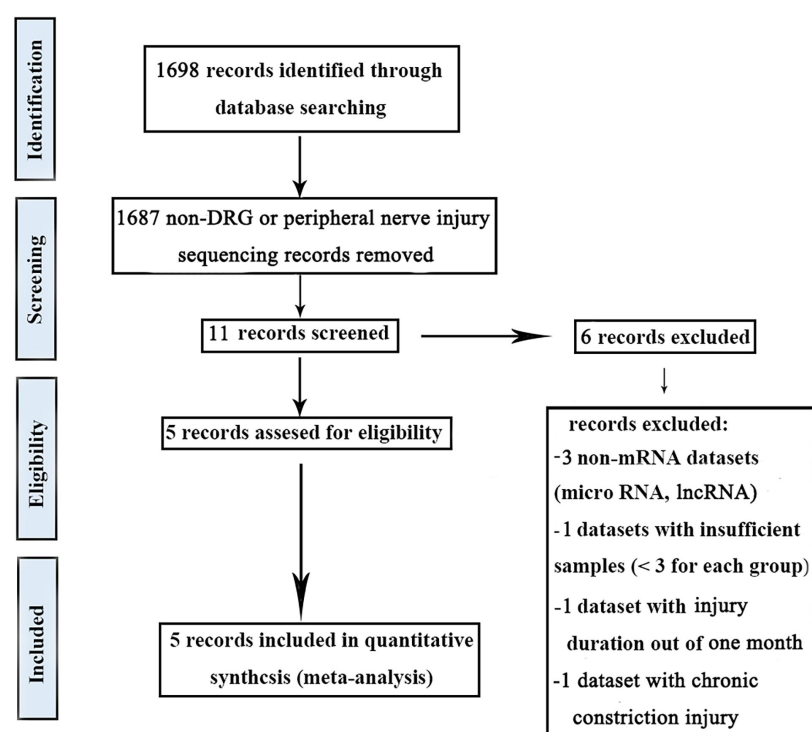 Identification
1698 records identified through
database searching
Screening
1687 non-DRG or peripheral nerve injury
sequencing records removed
11 records screened
6 records excluded
Eligibility
5 records assesed for eligibility
records excluded:
-3 non-mRNA datasets
(micro RNA, lncRNA)
-1 datasets with insufficient
samples (< 3 for each group)
-1 dataset with injury
duration out of one month
-1 dataset with chronic
constriction injury
Included
5 records included in quantitative
synthcsis (meta-analysis)